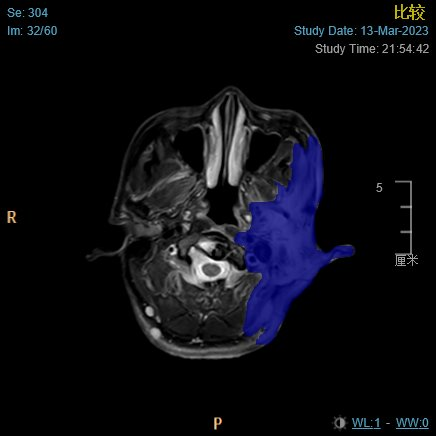 Se: 304
比较
Im: 32/60
Study Date: 13-Mar-2023
Study Time: 21:54:42
5
R
厘米
P
WL:1 - WW:0